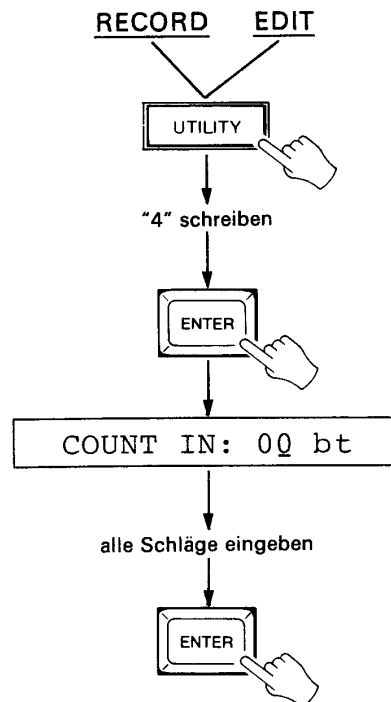 RECORD EDIT
UTILITY
"4" schreiben
ENTER
COUNT IN: 00 bt
alle Schläge eingeben
ENTER